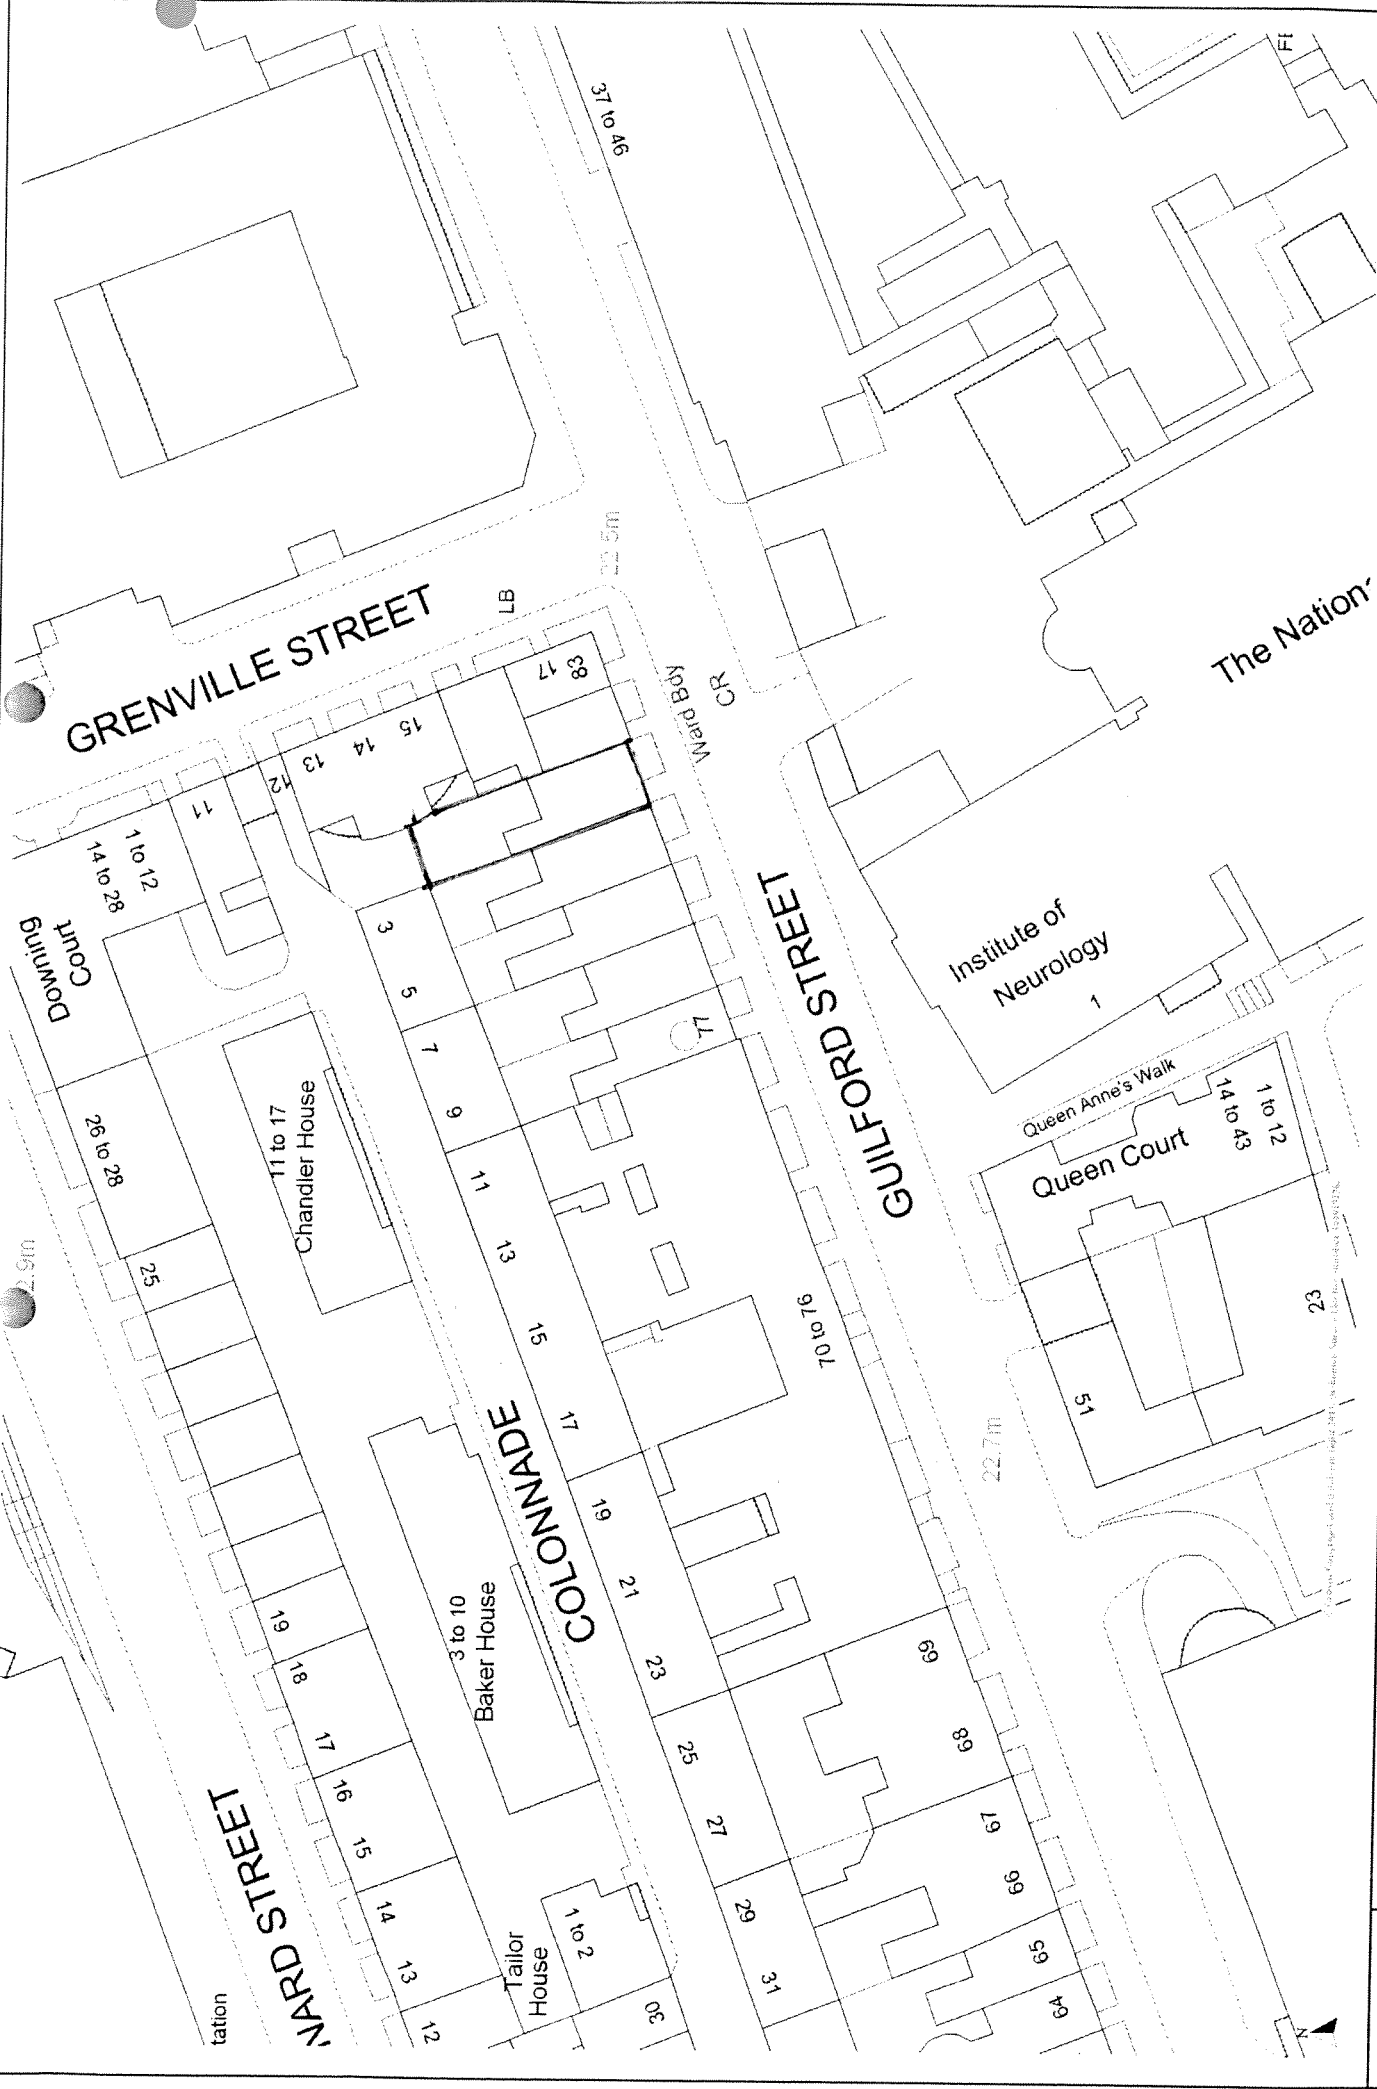 37 to 46
GRENVILLE STREET
LB
22.5m
Ward Bdy
CR
The Nation
17
83
15
14
13
12
11
1 to 12
14 to 28
Downing
Court
3
5
7
9
11
13
15
17
19
21
23
25
27
29
31
77
GUILFORD STREET
Institute of
Neurology
1
Queen Anne's Walk
Queen Court
1 to 12
14 to 43
23
51
22.7m
70 to 76
11 to 17
Chandler House
26 to 28
25
2.9m
COLONNADE
3 to 10
Baker House
19
18
17
16
15
14
13
12
NARD STREET
tation
Tailor
House
1 to 2
30
69
68
67
66
65
64
N